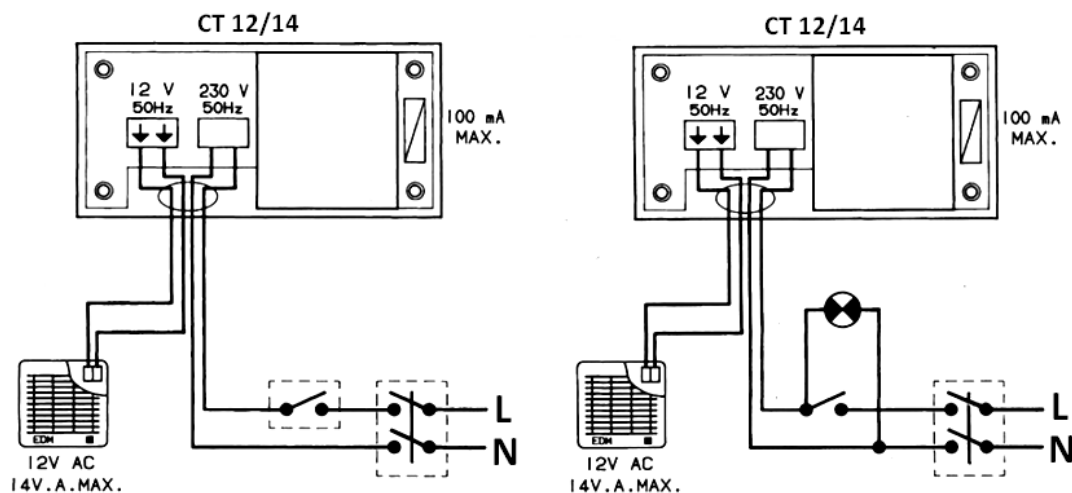 CT 12/14
12 V
50Hz
230 V
50Hz
100 mA
MAX.
EDM
12V AC
14V.A.MAX.
L
N
CT 12/14
12 V
50Hz
230 V
50Hz
100 mA
MAX.
EDM
12V AC
14V.A.MAX.
L
N